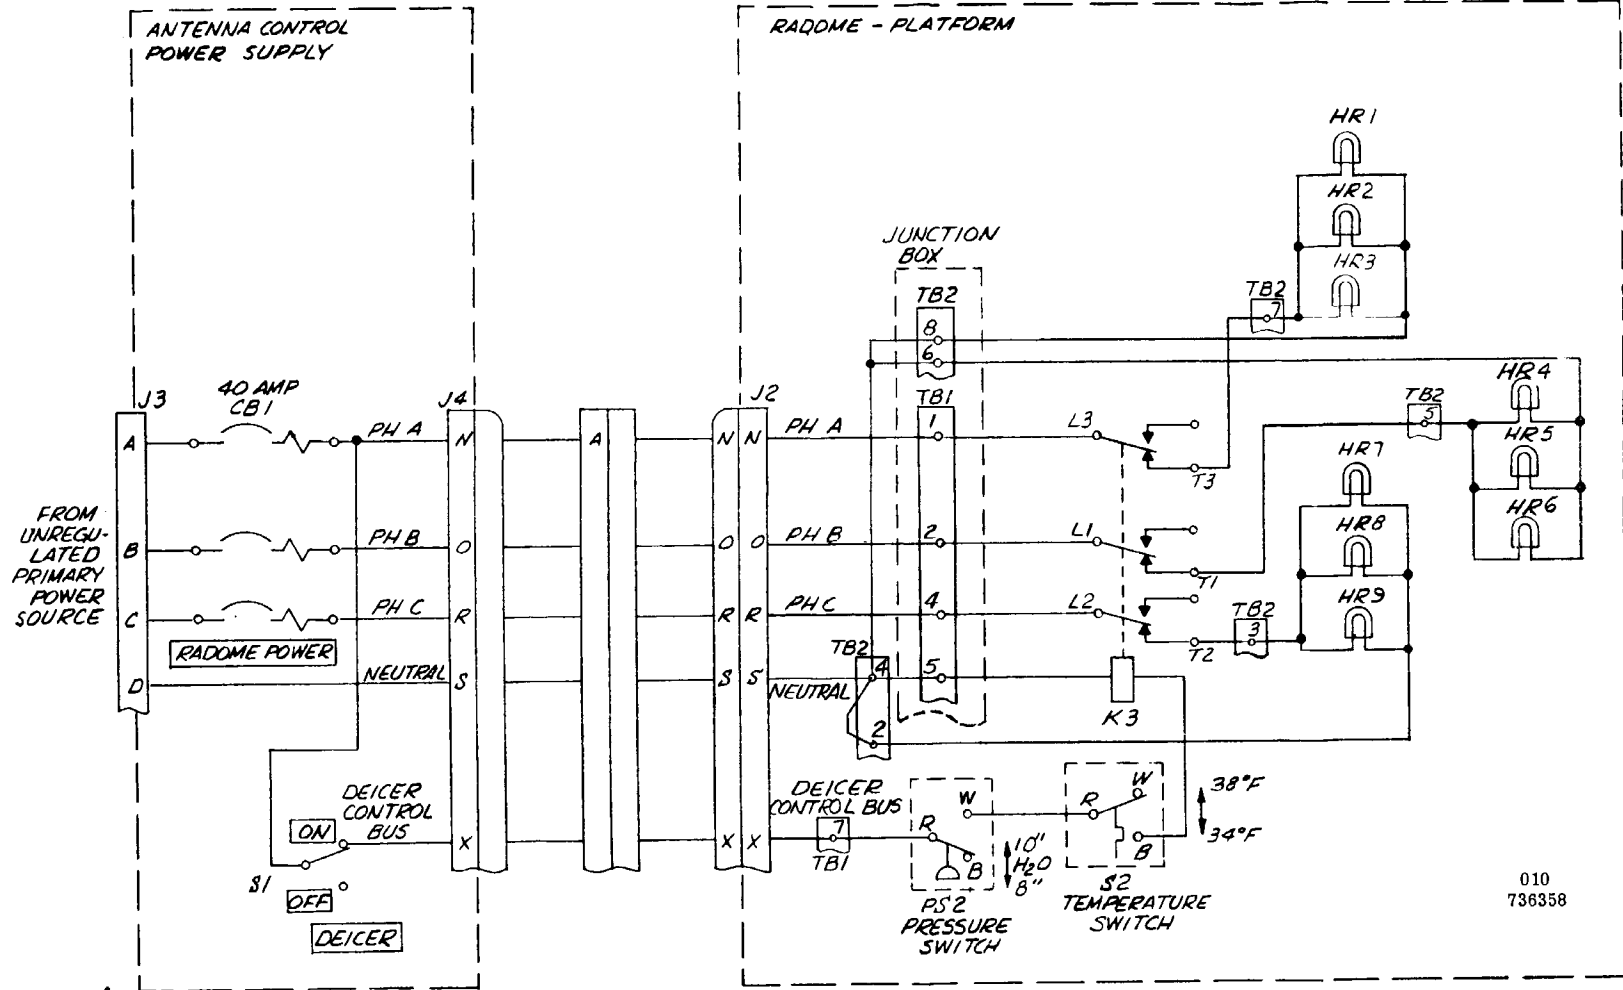 ANTENNA CONTROL
POWER SUPPLY
RADOME - PLATFORM
HR1
HR2
HR3
JUNCTION
BOX
TB2
7
TB2
8
6
HR4
HR5
HR6
TB2
5
J3
40 AMP
CB1
J4
J2
TB1
A
PH A
N
A
N
N
PH A
1
L3
T3
HR7
HR8
HR9
FROM
UNREGU-
LATED
PRIMARY
POWER
SOURCE
B
PH B
O
O
O
PH B
2
L1
T1
C
PH C
R
R
R
PH C
4
L2
T2
TB2
3
RADOME POWER
TB2
D
NEUTRAL
S
S
S
NEUTRAL
4
5
K3
2
DEICER
CONTROL
BUS
ON
X
X
X
S1
OFF
DEICER
DEICER
CONTROL BUS
7
TB1
R
W
B
10"
H2O
8"
PS2
PRESSURE
SWITCH
R
W
B
38°F
34°F
S2
TEMPERATURE
SWITCH
010
736358